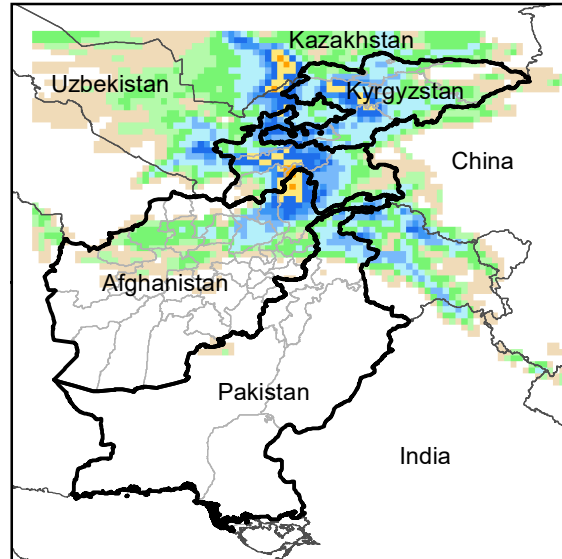 Kazakhstan
Uzbekistan
Kyrgyzstan
China
Afghanistan
Pakistan
India